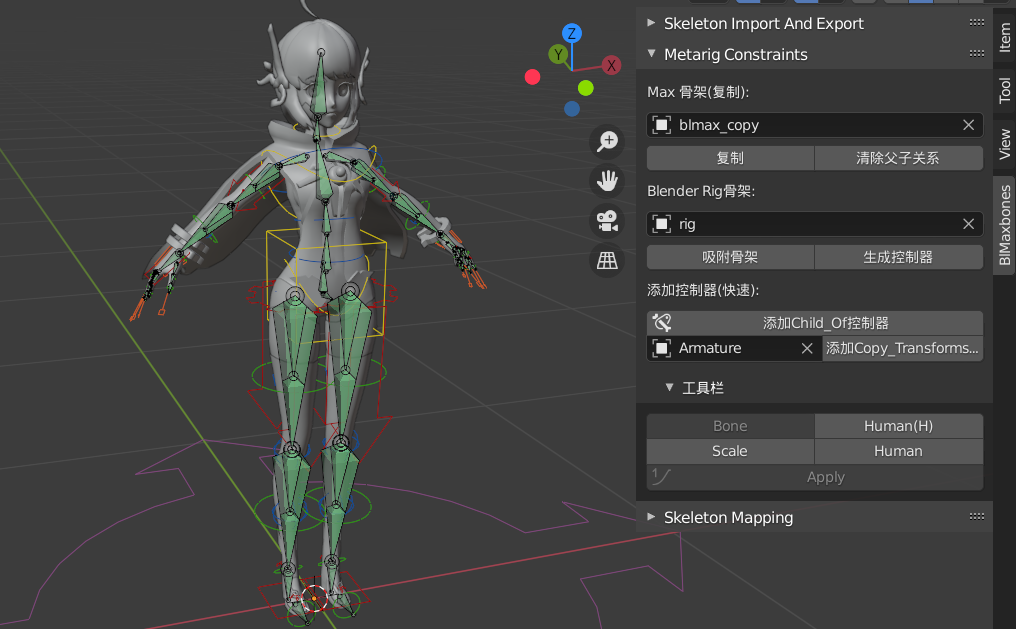 Skeleton Import And Export
Metarig Constraints
Max 骨架(复制):
blmax_copy
复制 清除父子关系
Blender Rig骨架:
rig
吸附骨架 生成控制器
添加控制器(快速):
添加Child_Of控制器
Armature 添加Copy_Transforms...
工具栏
Bone Human(H)
Scale Human
Apply
Skeleton Mapping
Item
Tool
View
BlMaxbones
Z
Y
X